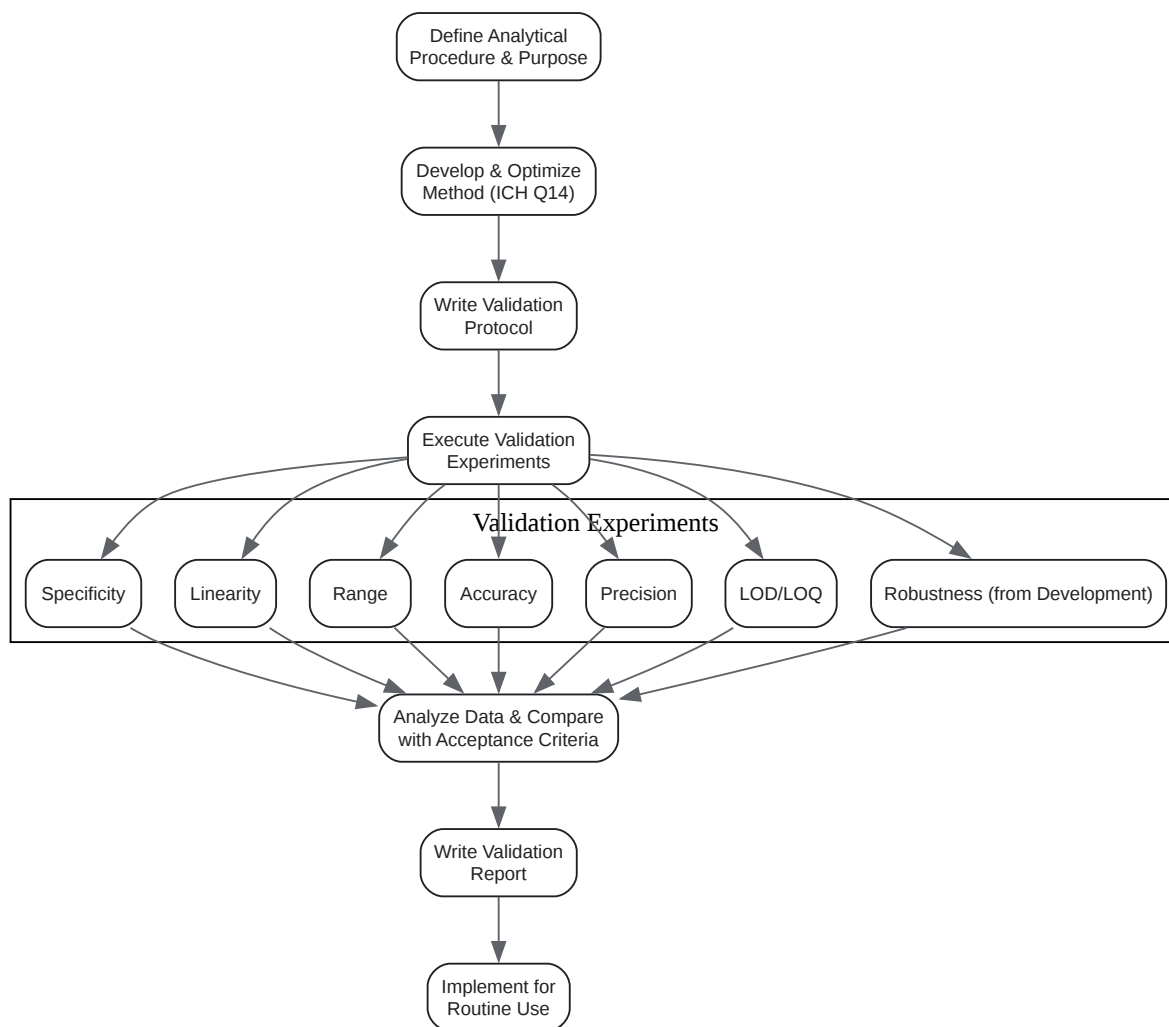 Define Analytical
Procedure & Purpose
Develop & Optimize
Method (ICH Q14)
Write Validation
Protocol
Execute Validation
Experiments
Validation Experiments
Specificity
Linearity
Range
Accuracy
Precision
LOD/LOQ
Robustness (from Development)
Analyze Data & Compare
with Acceptance Criteria
Write Validation
Report
Implement for
Routine Use